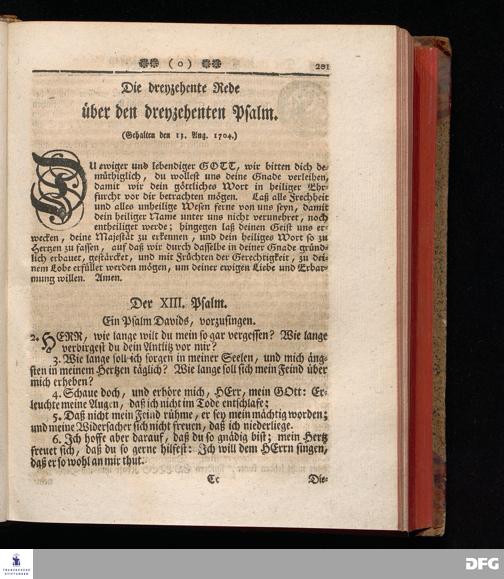 ( 0 ) 201
Die dreyzehente Rede
über den dreyzehenten Psalm.
(Gehalten den 13. Aug. 1704.)
DU ewiger und lebendiger GOTT, wir bitten dich de-
müthiglich, du wollest uns deine Gnade verleihen,
damit wir dein göttliches Wort in heiliger Ehr-
furcht vor dir betrachten mögen. Laß alle Frechheit
und alles unheilige Wesen ferne von uns seyn, damit
dein heiliger Name unter uns nicht verunehret, noch
entheiliget werde; hingegen laß deinen Geist uns er-
wecken, deine Majestät zu erkennen, und dein heiliges Wort so zu
Hertzen zu fassen, auf daß wir durch dasselbe in deiner Gnade gründ-
lich erbauet, gestärcket, und mit Früchten der Gerechtigkeit, zu dei-
nem Lobe erfüllet werden mögen, um deiner ewigen Liebe und Erbar-
mung willen. Amen.
Der XIII. Psalm.
Ein Psalm Davids, vorzusingen.
2. HERR, wie lange wilt du mein so gar vergessen? Wie lange
verbirgest du dein Antlitz vor mir?
3. Wie lange soll ich sorgen in meiner Seelen, und mich äng-
sten in meinem Hertzen täglich? Wie lange soll sich mein Feind über
mich erheben?
4. Schaue doch, und erhöre mich, HErr, mein GOtt: Er-
leuchte meine Augen, daß ich nicht im Tode entschlafe;
5. Daß nicht mein Feind rühme, er sey mein mächtig worden;
und meine Widersacher sich nicht freuen, daß ich niederliege.
6. Ich hoffe aber darauf, daß du so gnädig bist; mein Hertz
freuet sich, daß du so gerne hilfest: Ich will dem HErrn singen,
daß er so wohl an mir thut.
Cc Die-
FRANCKESCHE
STIFTUNGEN
DFG